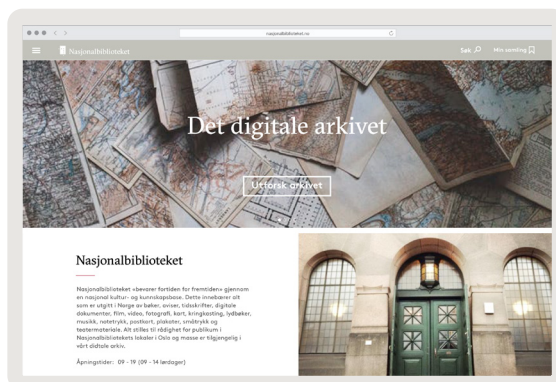 nasjonalbiblioteket.no
Nasjonalbiblioteket
Søk
Min samling
Det digitale arkivet
Utforsk arkivet
Nasjonalbiblioteket
Nasjonalbiblioteket «bevarer fortiden for fremtiden» gjennom
en nasjonal kultur- og kunnskapsbase. Dette innebærer alt
som er utgitt i Norge av bøker, aviser, tidsskrifter, digitale
dokumenter, film, video, fotografi, kart, kringkasting, lydbøker,
musikk, notetrykk, postkort, plakater, småtrykk og
teatermateriale. Alt stilles til rådighet for publikum i
Nasjonalbibliotekets lokaler i Oslo og masse er tilgjengelig i
vårt didtale arkiv.
Åpningstider: 09 - 19 (09 - 14 lørdager)